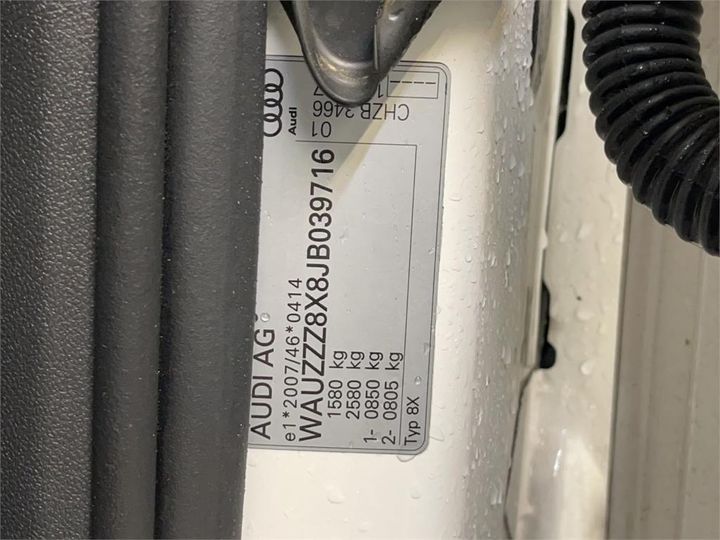 AUDI AG
e1*2007/46*0414
WAUZZZ8X8JB039716
1580 kg
2580 kg
1- 0850 kg
2- 0805 kg
Typ 8X
Audi
01
3466
CHZB